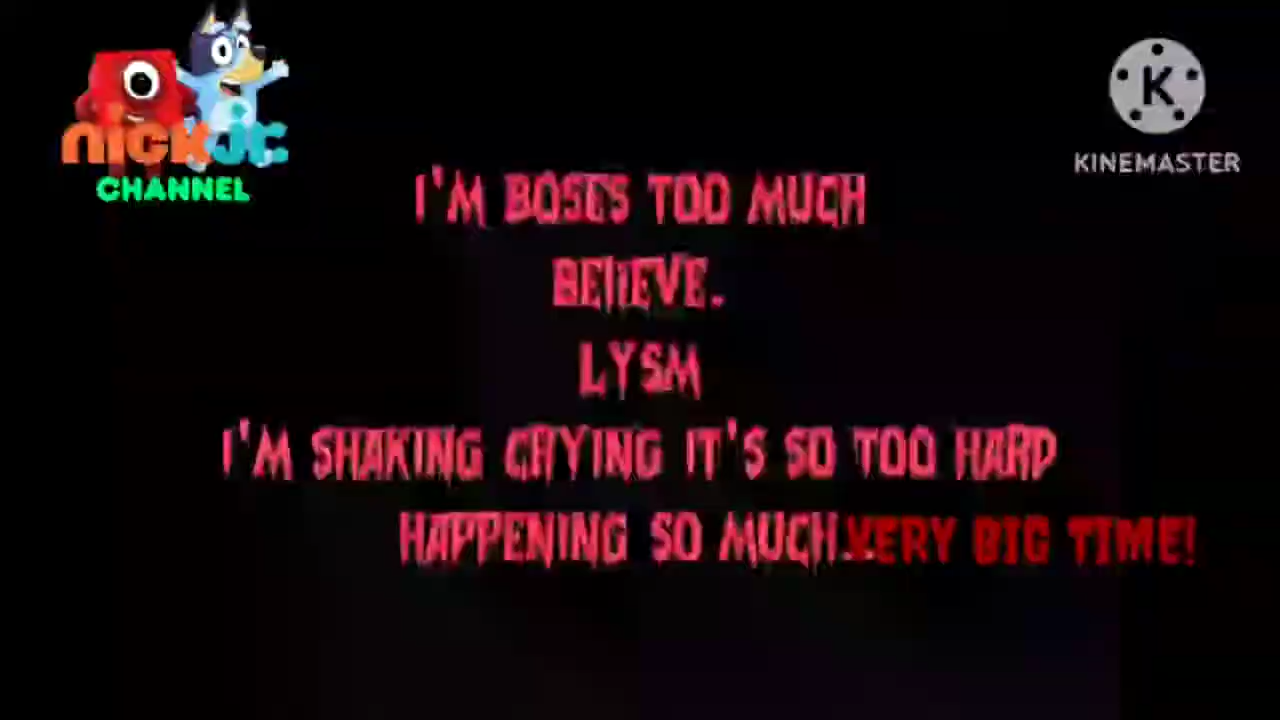 nick jr.
CHANNEL
K
KINEMASTER
I'M BOSES TOO MUCH
BELIEVE.
LYSM
I'M SHAKING CRYING IT'S SO TOO HARD
HAPPENING SO MUCH... VERY BIG TIME!